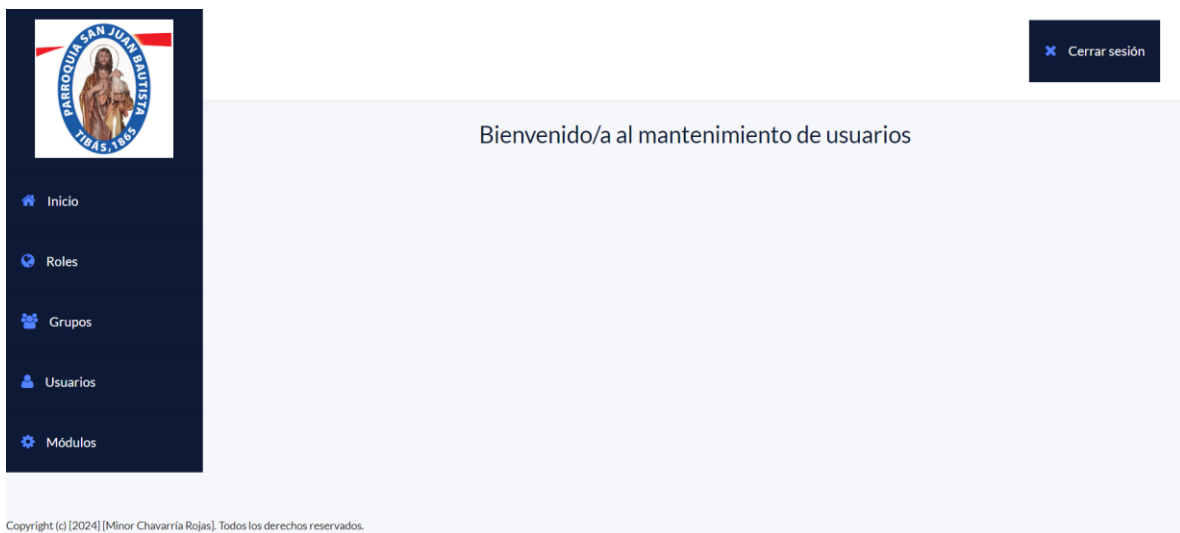 PARROQUIA SAN JUAN BAUTISTA
TIBÁS, 1865
Cerrar sesión
Bienvenido/a al mantenimiento de usuarios
Inicio
Roles
Grupos
Usuarios
Módulos
Copyright (c) [2024] [Minor Chavarría Rojas]. Todos los derechos reservados.